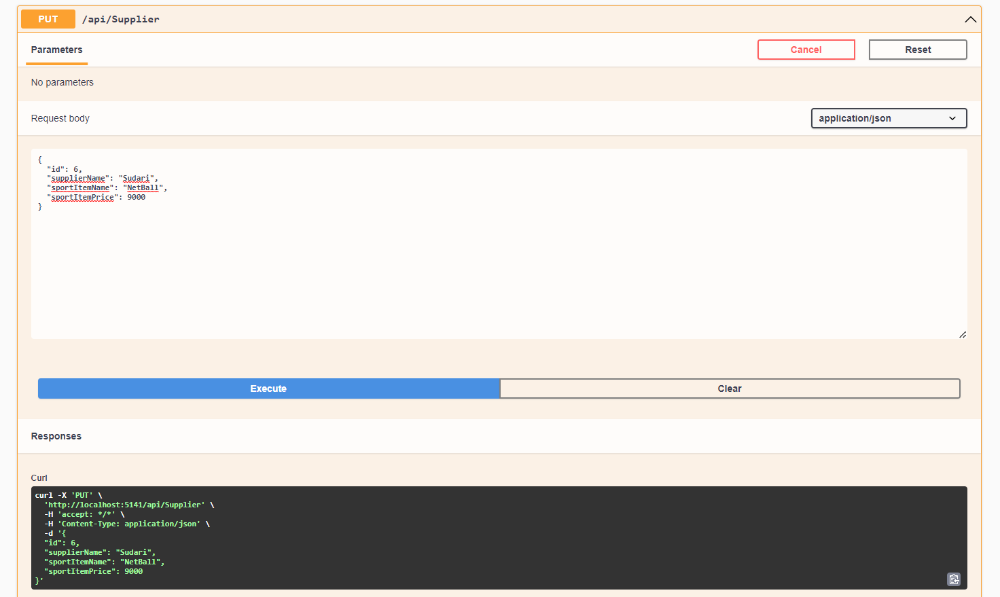 PUT /api/Supplier
Parameters
Cancel
Reset
No parameters
Request body
application/json
{
  "id": 6,
  "supplierName": "Sudari",
  "sportItemName": "NetBall",
  "sportItemPrice": 9000
}
Execute
Clear
Responses
Curl
curl -X 'PUT' \
  'http://localhost:5141/api/Supplier' \
  -H 'accept: */*' \
  -H 'Content-Type: application/json' \
  -d '{
  "id": 6,
  "supplierName": "Sudari",
  "sportItemName": "NetBall",
  "sportItemPrice": 9000
}'